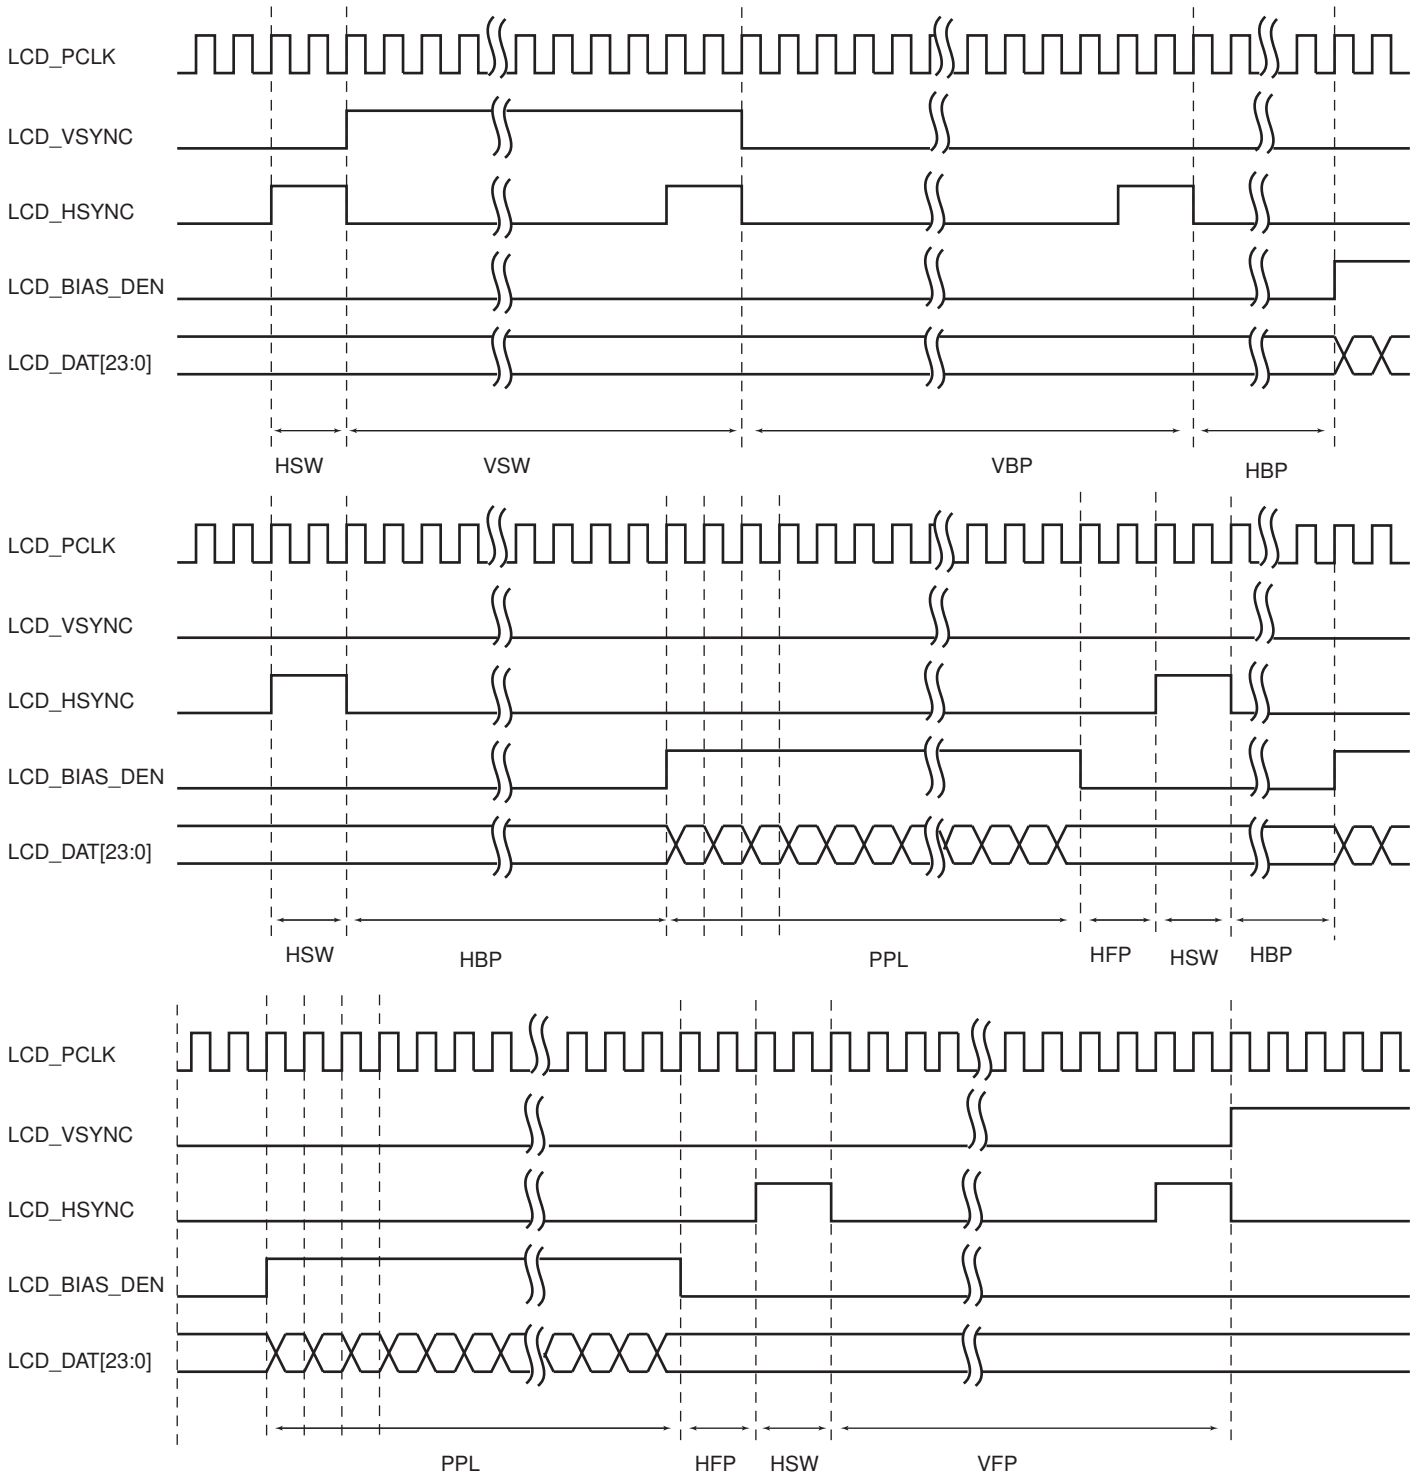 LCD_PCLK
LCD_VSYNC
LCD_HSYNC
LCD_BIAS_DEN
LCD_DAT[23:0]
HSW VSW VBP HBP
LCD_PCLK
LCD_VSYNC
LCD_HSYNC
LCD_BIAS_DEN
LCD_DAT[23:0]
HSW HBP PPL HFP HSW HBP
LCD_PCLK
LCD_VSYNC
LCD_HSYNC
LCD_BIAS_DEN
LCD_DAT[23:0]
PPL HFP HSW VFP